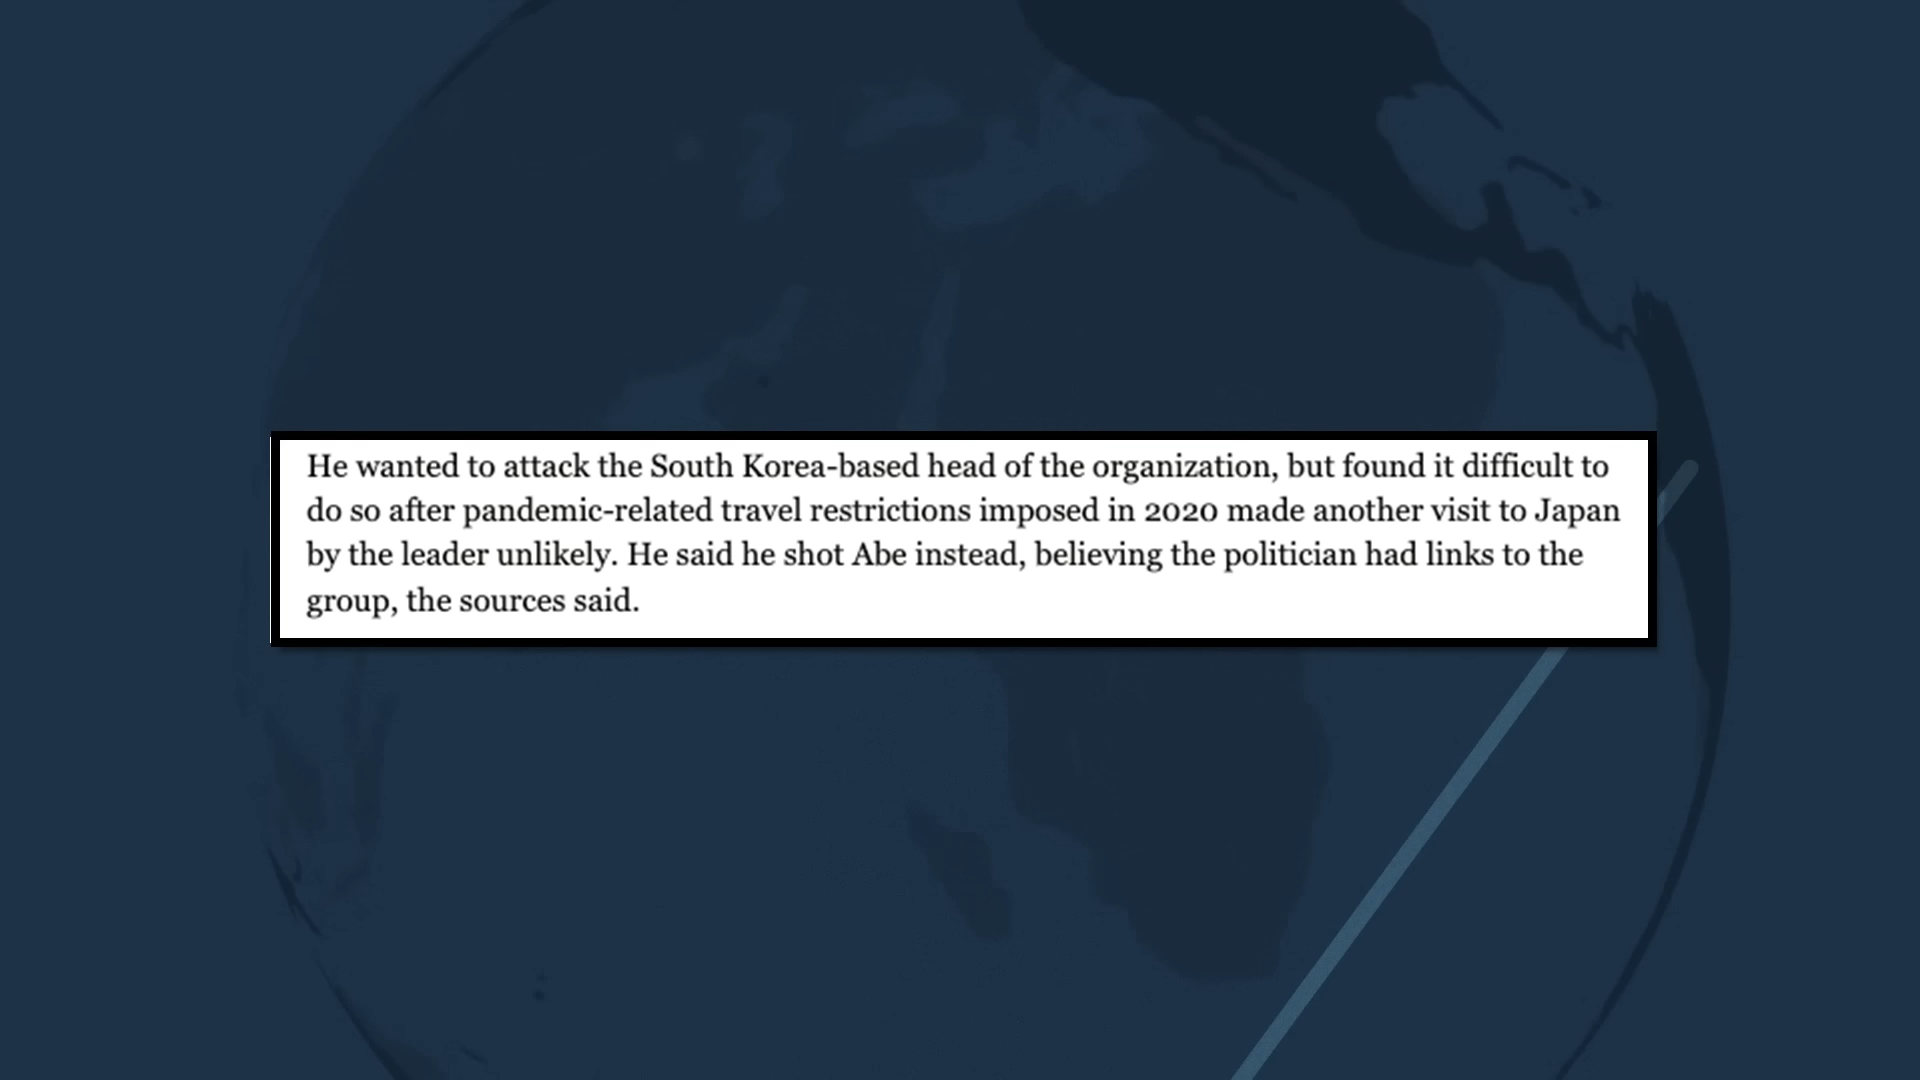 He wanted to attack the South Korea-based head of the organization, but found it difficult to
do so after pandemic-related travel restrictions imposed in 2020 made another visit to Japan
by the leader unlikely. He said he shot Abe instead, believing the politician had links to the
group, the sources said.